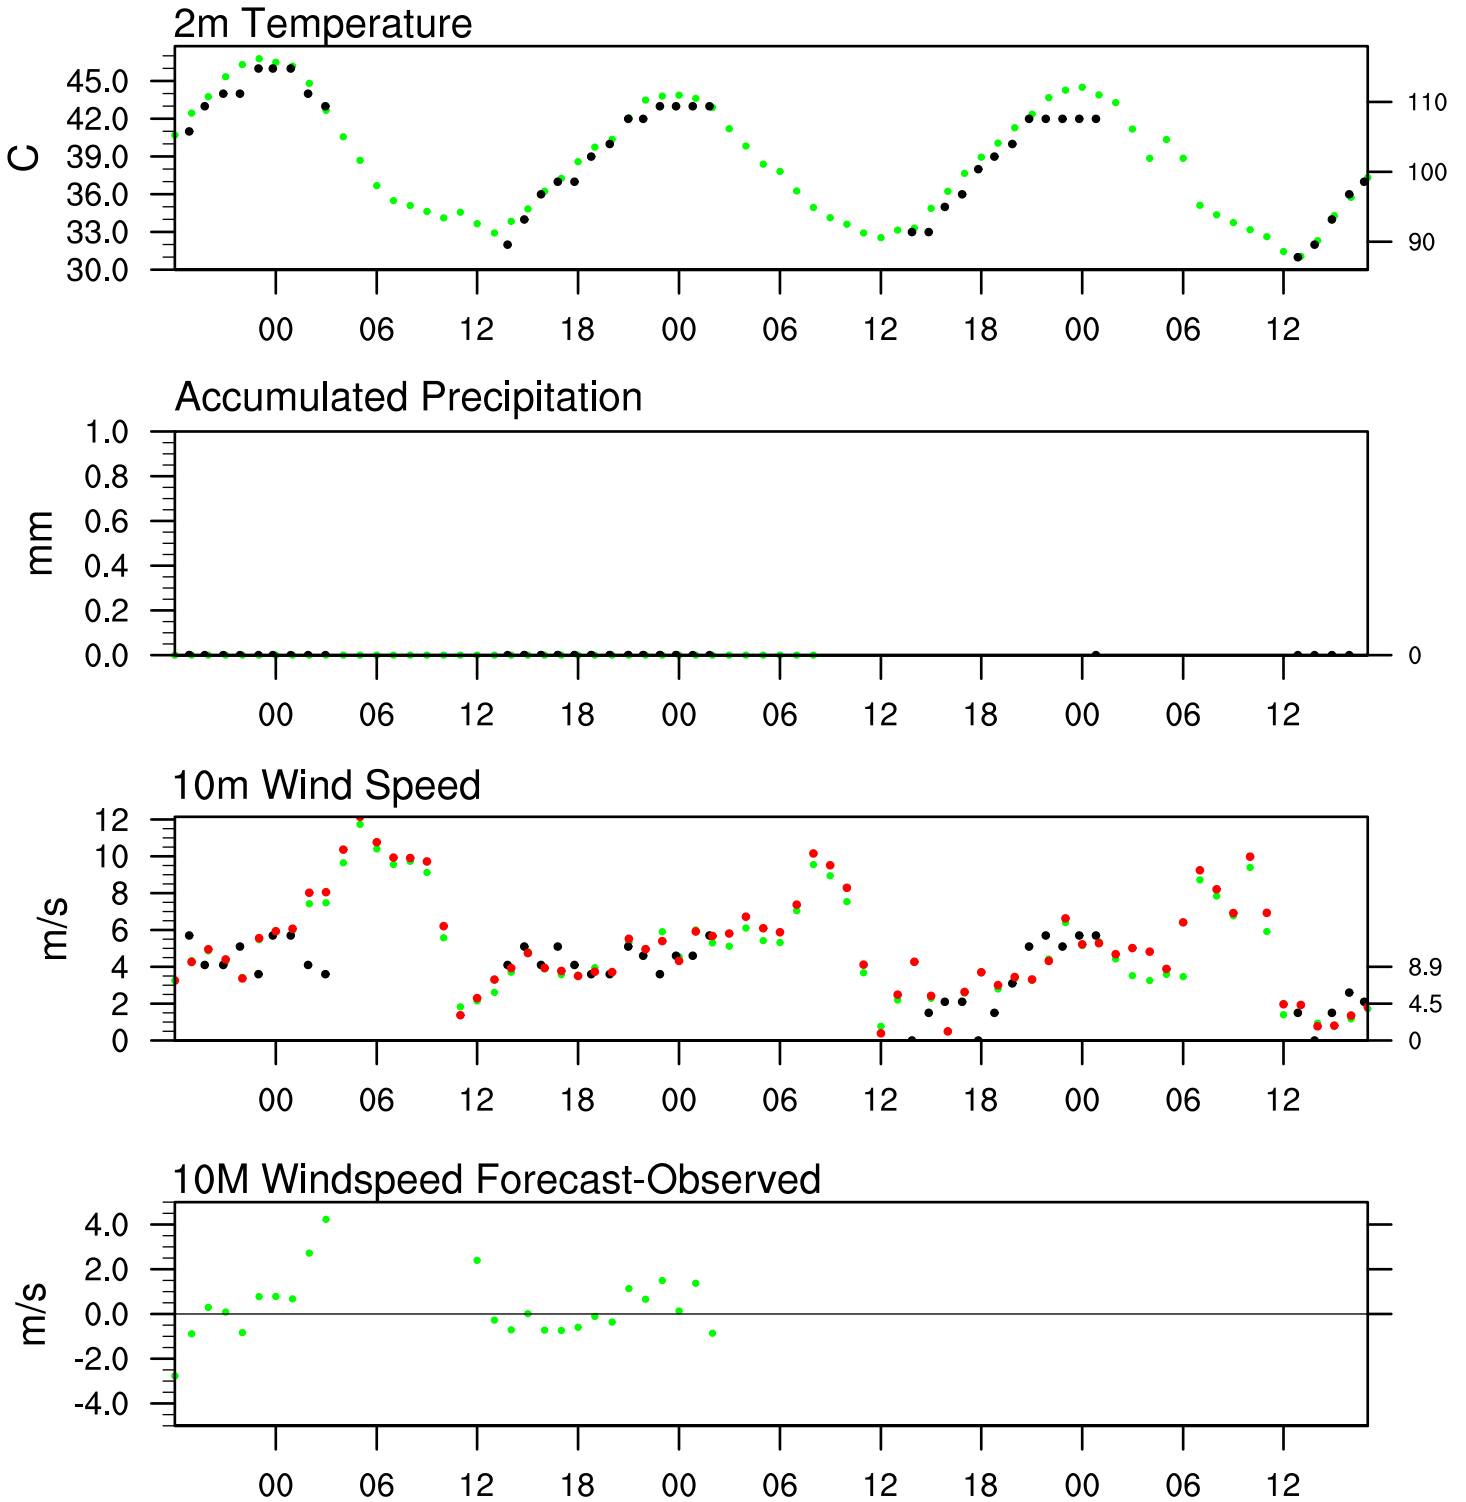 2m Temperature
45.0
42.0
39.0
36.0
33.0
30.0
C
110
100
90
00 06 12 18 00 06 12 18 00 06 12
Accumulated Precipitation
1.0
0.8
0.6
0.4
0.2
0.0
mm
0
00 06 12 18 00 06 12 18 00 06 12
10m Wind Speed
12
10
8
6
4
2
0
m/s
8.9
4.5
0
00 06 12 18 00 06 12 18 00 06 12
10M Windspeed Forecast-Observed
4.0
2.0
0.0
-2.0
-4.0
m/s
00 06 12 18 00 06 12 18 00 06 12